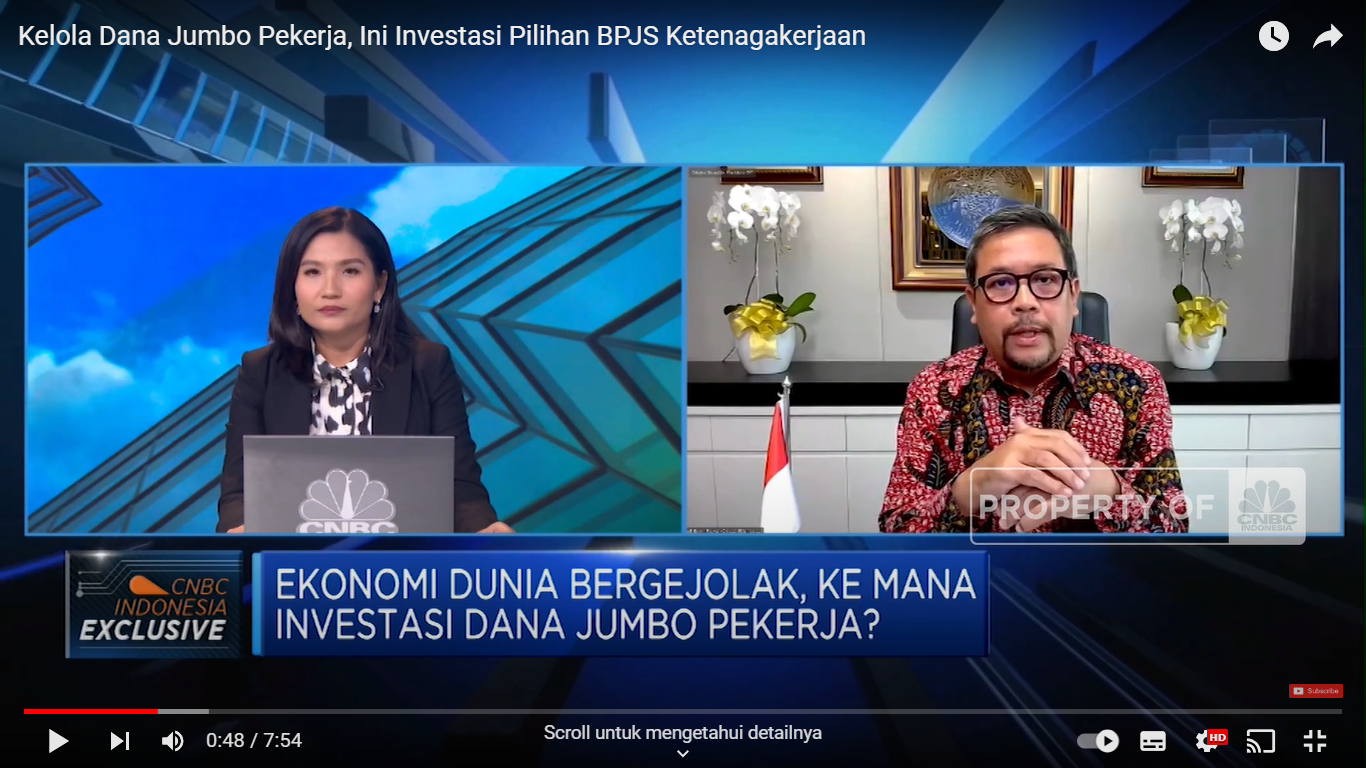 Kelola Dana Jumbo Pekerja, Ini Investasi Pilihan BPJS Ketenagakerjaan
CNBC
PROPERTY OF
CNBC
INDONESIA
CNBC
INDONESIA
EXCLUSIVE
EKONOMI DUNIA BERGEJOLAK, KE MANA
INVESTASI DANA JUMBO PEKERJA?
Subscribe
0:48 / 7:54
Scroll untuk mengetahui detailnya
HD